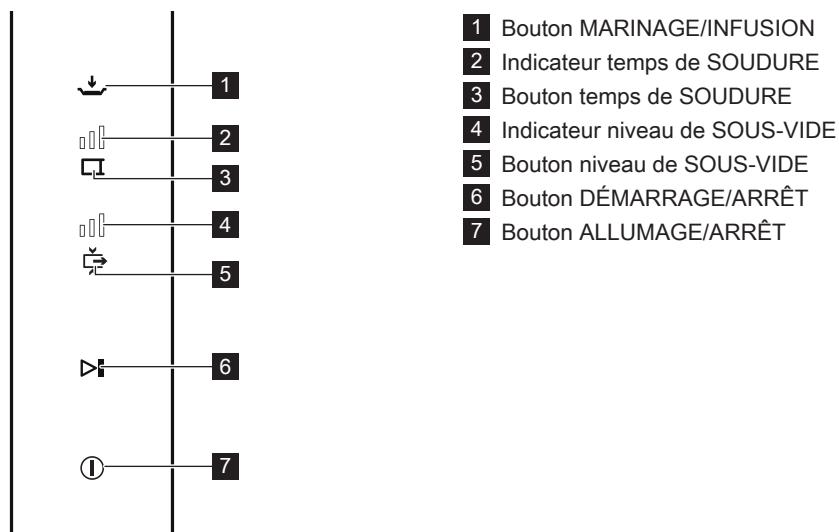 1
2
3
4
5
6
7
1 Bouton MARINAGE/INFUSION
2 Indicateur temps de SOUDURE
3 Bouton temps de SOUDURE
4 Indicateur niveau de SOUS-VIDE
5 Bouton niveau de SOUS-VIDE
6 Bouton DÉMARRAGE/ARRÊT
7 Bouton ALLUMAGE/ARRÊT